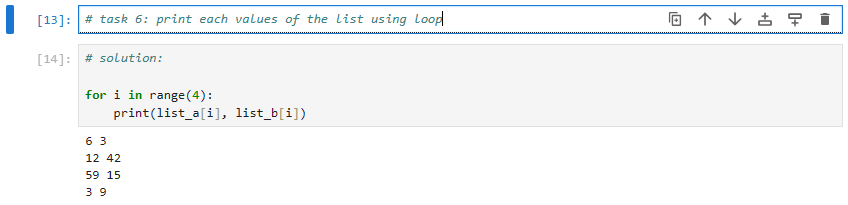 [13]: # task 6: print each values of the list using loop
[14]: # solution:
for i in range(4):
    print(list_a[i], list_b[i])
6 3
12 42
59 15
3 9